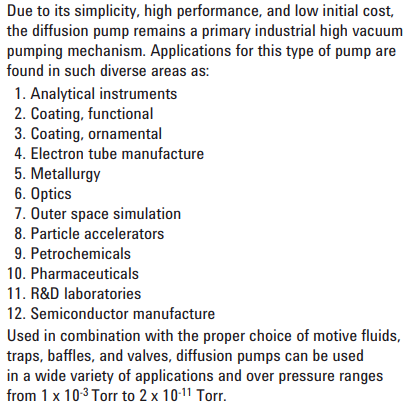 Due to its simplicity, high performance, and low initial cost,
the diffusion pump remains a primary industrial high vacuum
pumping mechanism. Applications for this type of pump are
found in such diverse areas as:
1. Analytical instruments
2. Coating, functional
3. Coating, ornamental
4. Electron tube manufacture
5. Metallurgy
6. Optics
7. Outer space simulation
8. Particle accelerators
9. Petrochemicals
10. Pharmaceuticals
11. R&D laboratories
12. Semiconductor manufacture
Used in combination with the proper choice of motive fluids,
traps, baffles, and valves, diffusion pumps can be used
in a wide variety of applications and over pressure ranges
from 1 x 10⁻³ Torr to 2 x 10⁻¹¹ Torr.